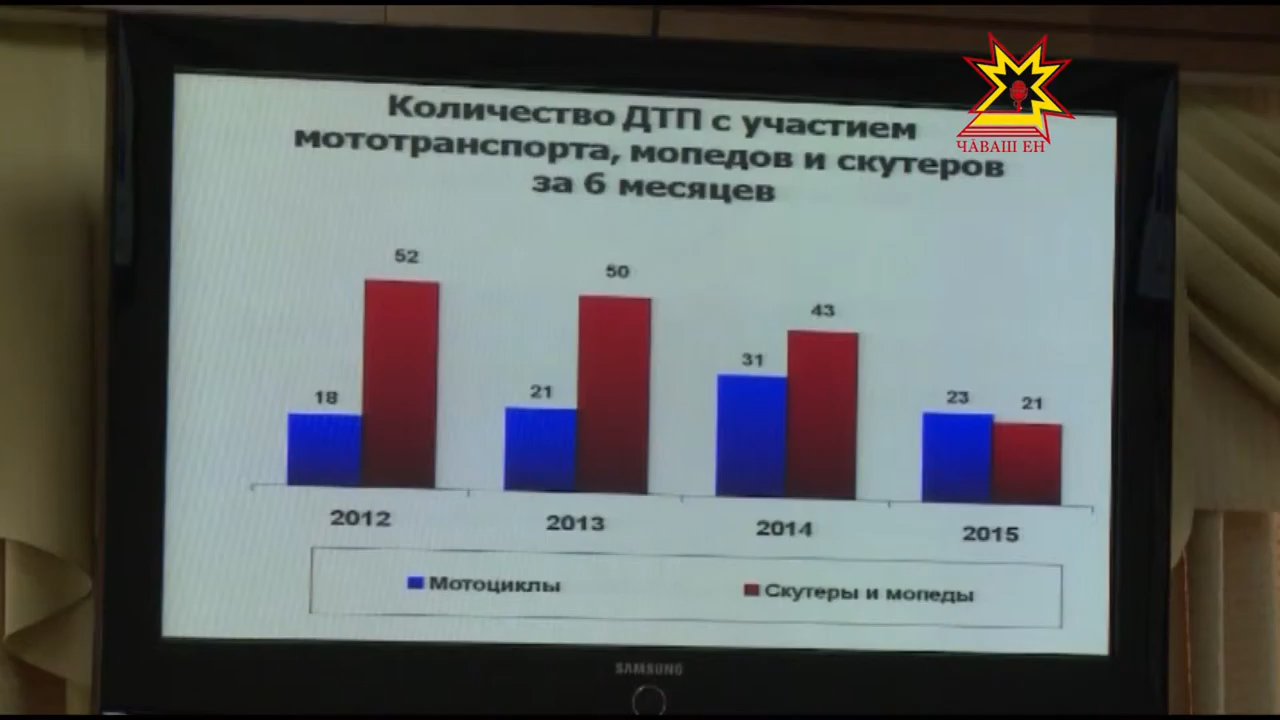 ЧӐВАШ ЕН
Количество ДТП с участием
мототранспорта, мопедов и скутеров
за 6 месяцев
52
50
43
31
18
21
23
21
2012
2013
2014
2015
Мотоциклы
Скутеры и мопеды
SAMSUNG